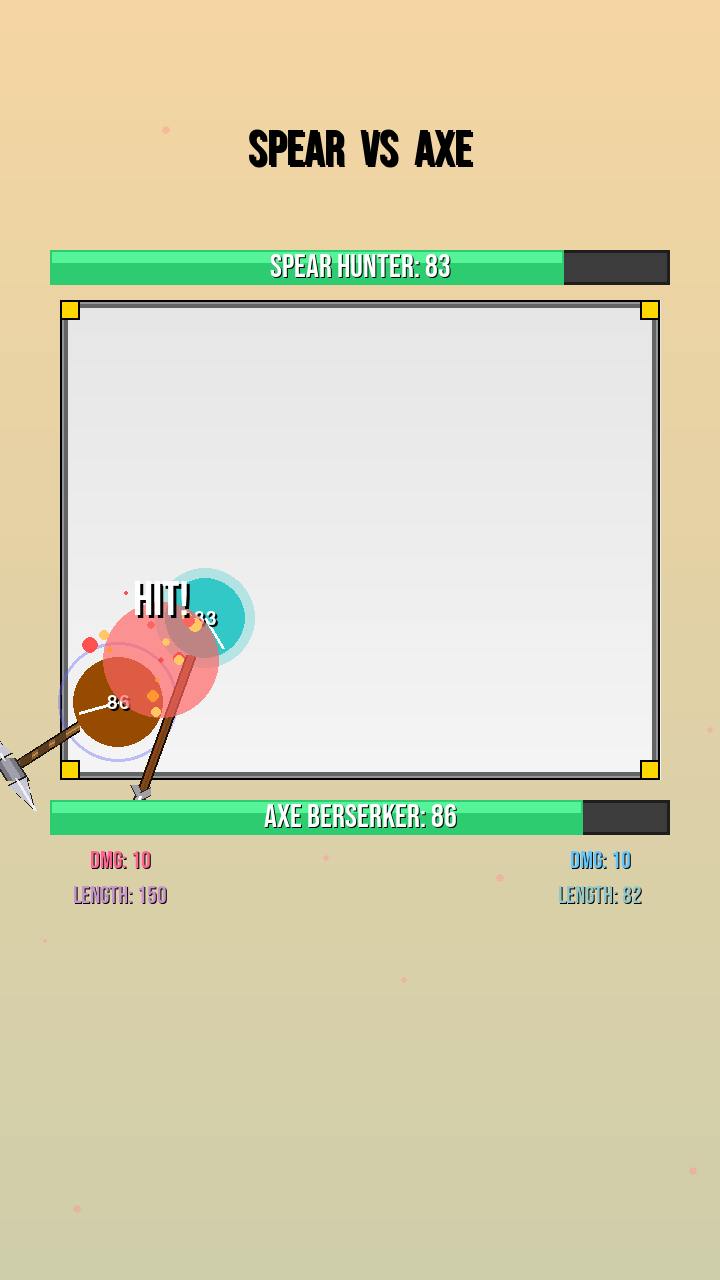 SPEAR VS AXE
SPEAR HUNTER: 83
HIT!
83
86
AXE BERSERKER: 86
DMG: 10
DMG: 10
LENGTH: 150
LENGTH: 82